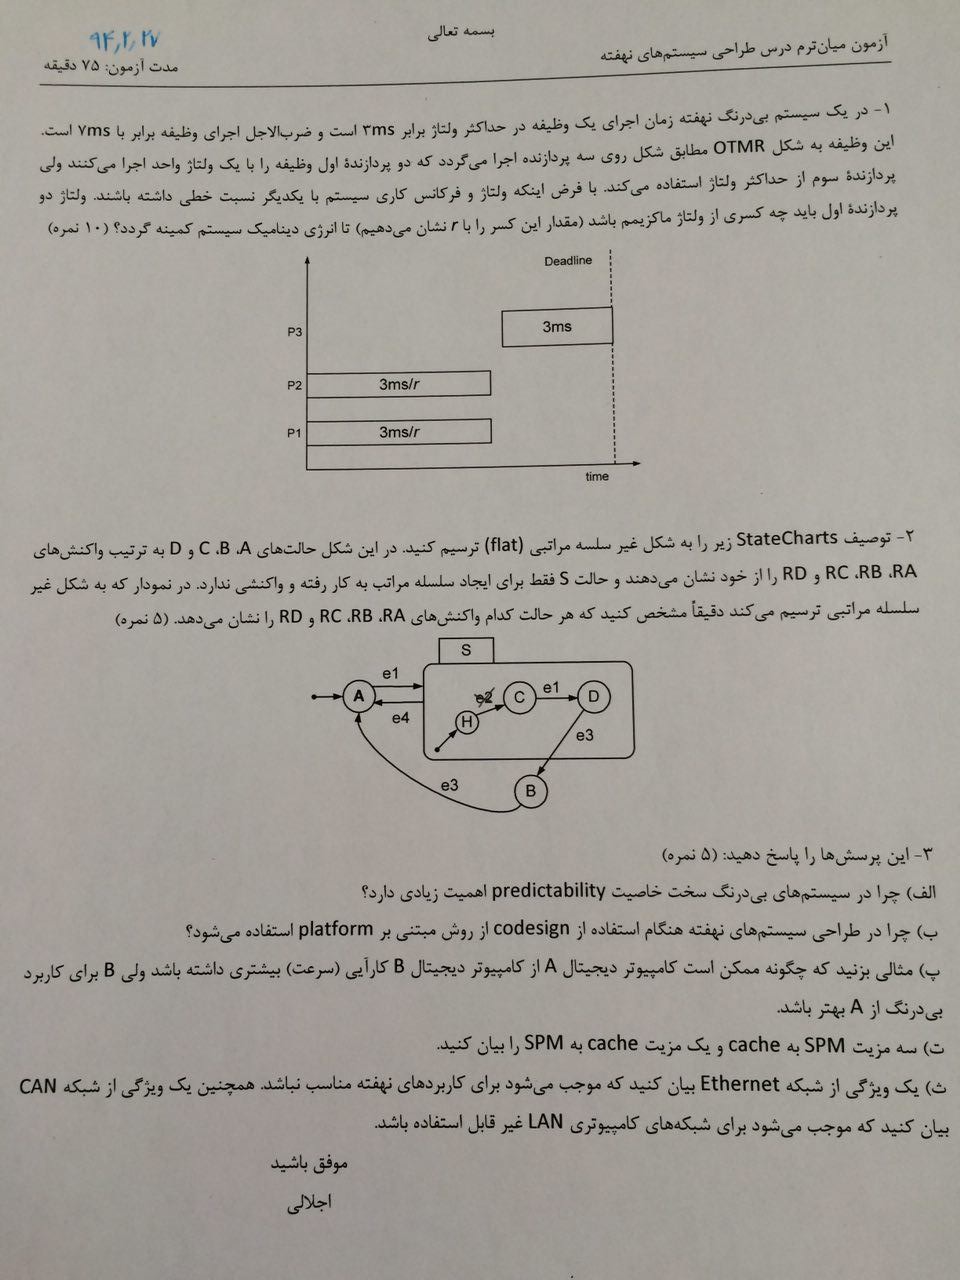 بسمه تعالی
۹۴٫۲٫۲۷
آزمون میان‌ترم درس طراحی سیستم‌های نهفته
مدت آزمون: ۷۵ دقیقه
۱- در یک سیستم بی‌درنگ نهفته زمان اجرای یک وظیفه در حداکثر ولتاژ برابر ۳ms است و ضرب‌الاجل اجرای وظیفه برابر با ۷ms است.
این وظیفه به شکل OTMR مطابق شکل روی سه پردازنده اجرا می‌گردد که دو پردازندهٔ اول وظیفه را با یک ولتاژ واحد اجرا می‌کنند ولی
پردازندهٔ سوم از حداکثر ولتاژ استفاده می‌کند. با فرض اینکه ولتاژ و فرکانس کاری سیستم با یکدیگر نسبت خطی داشته باشند. ولتاژ دو
پردازندهٔ اول باید چه کسری از ولتاژ ماکزیمم باشد (مقدار این کسر را با r نشان می‌دهیم) تا انرژی دینامیک سیستم کمینه گردد؟ (۱۰ نمره)
Deadline
P3
3ms
P2
3ms/r
P1
3ms/r
time
۲- توصیف StateCharts زیر را به شکل غیر سلسه مراتبی (flat) ترسیم کنید. در این شکل حالت‌های A، B، C و D به ترتیب واکنش‌های
RA، RB، RC و RD را از خود نشان می‌دهند و حالت S فقط برای ایجاد سلسله مراتب به کار رفته و واکنشی ندارد. در نمودار که به شکل غیر
سلسله مراتبی ترسیم می‌کند دقیقاً مشخص کنید که هر حالت کدام واکنش‌های RA، RB، RC و RD را نشان می‌دهد. (۵ نمره)
S
e1
A
e4
e2
C
e1
D
H
e3
e3
B
۳- این پرسش‌ها را پاسخ دهید: (۵ نمره)
الف) چرا در سیستم‌های بی‌درنگ سخت خاصیت predictability اهمیت زیادی دارد؟
ب) چرا در طراحی سیستم‌های نهفته هنگام استفاده از codesign از روش مبتنی بر platform استفاده می‌شود؟
پ) مثالی بزنید که چگونه ممکن است کامپیوتر دیجیتال A از کامپیوتر دیجیتال B کارآیی (سرعت) بیشتری داشته باشد ولی B برای کاربرد
بی‌درنگ از A بهتر باشد.
ت) سه مزیت SPM به cache و یک مزیت cache به SPM را بیان کنید.
ث) یک ویژگی از شبکه Ethernet بیان کنید که موجب می‌شود برای کاربردهای نهفته مناسب نباشد. همچنین یک ویژگی از شبکه CAN
بیان کنید که موجب می‌شود برای شبکه‌های کامپیوتری LAN غیر قابل استفاده باشد.
موفق باشید
اجلالی